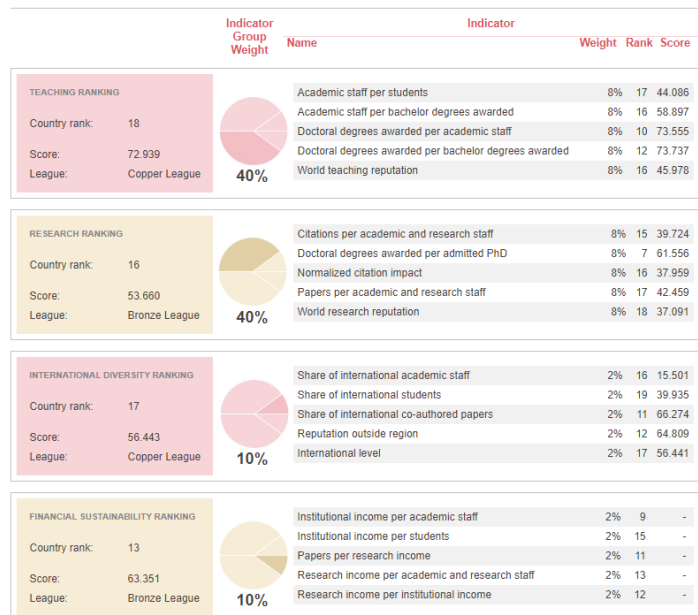 Indicator Group Weight
Indicator
Name Weight Rank Score
TEACHING RANKING
Country rank: 18
Score: 72.939
League: Copper League
40%
Academic staff per students 8% 17 44.086
Academic staff per bachelor degrees awarded 8% 16 58.897
Doctoral degrees awarded per academic staff 8% 10 73.555
Doctoral degrees awarded per bachelor degrees awarded 8% 12 73.737
World teaching reputation 8% 16 45.978
RESEARCH RANKING
Country rank: 16
Score: 53.660
League: Bronze League
40%
Citations per academic and research staff 8% 15 39.724
Doctoral degrees awarded per admitted PhD 8% 7 61.556
Normalized citation impact 8% 16 37.959
Papers per academic and research staff 8% 17 42.459
World research reputation 8% 18 37.091
INTERNATIONAL DIVERSITY RANKING
Country rank: 17
Score: 56.443
League: Copper League
10%
Share of international academic staff 2% 16 15.501
Share of international students 2% 19 39.935
Share of international co-authored papers 2% 11 66.274
Reputation outside region 2% 12 64.809
International level 2% 17 56.441
FINANCIAL SUSTAINABILITY RANKING
Country rank: 13
Score: 63.351
League: Bronze League
10%
Institutional income per academic staff 2% 9 -
Institutional income per students 2% 15 -
Papers per research income 2% 11 -
Research income per academic and research staff 2% 13 -
Research income per institutional income 2% 12 -